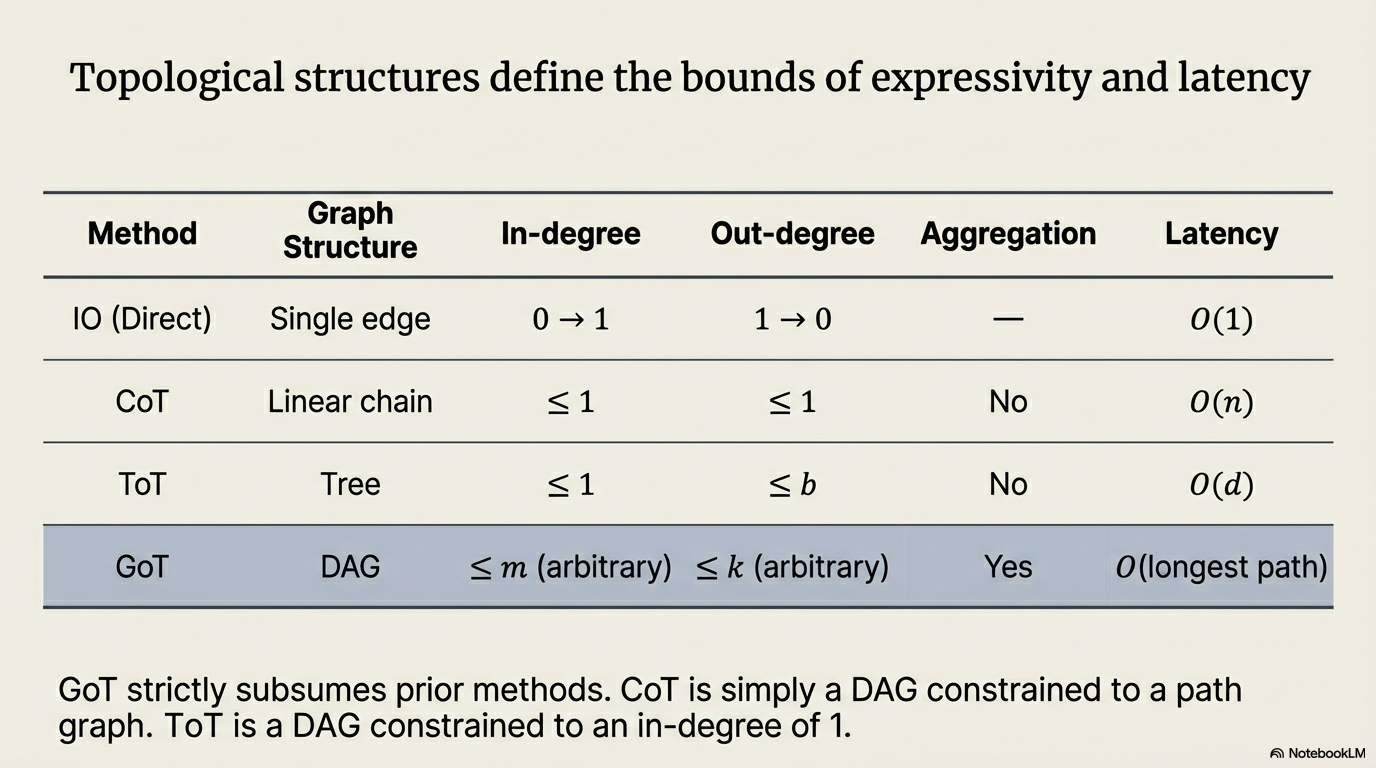 Topological structures define the bounds of expressivity and latency
Method Graph Structure In-degree Out-degree Aggregation Latency
IO (Direct) Single edge 0 → 1 1 → 0 — O(1)
CoT Linear chain ≤ 1 ≤ 1 No O(n)
ToT Tree ≤ 1 ≤ b No O(d)
GoT DAG ≤ m (arbitrary) ≤ k (arbitrary) Yes O(longest path)
GoT strictly subsumes prior methods. CoT is simply a DAG constrained to a path
graph. ToT is a DAG constrained to an in-degree of 1.
NotebookLM